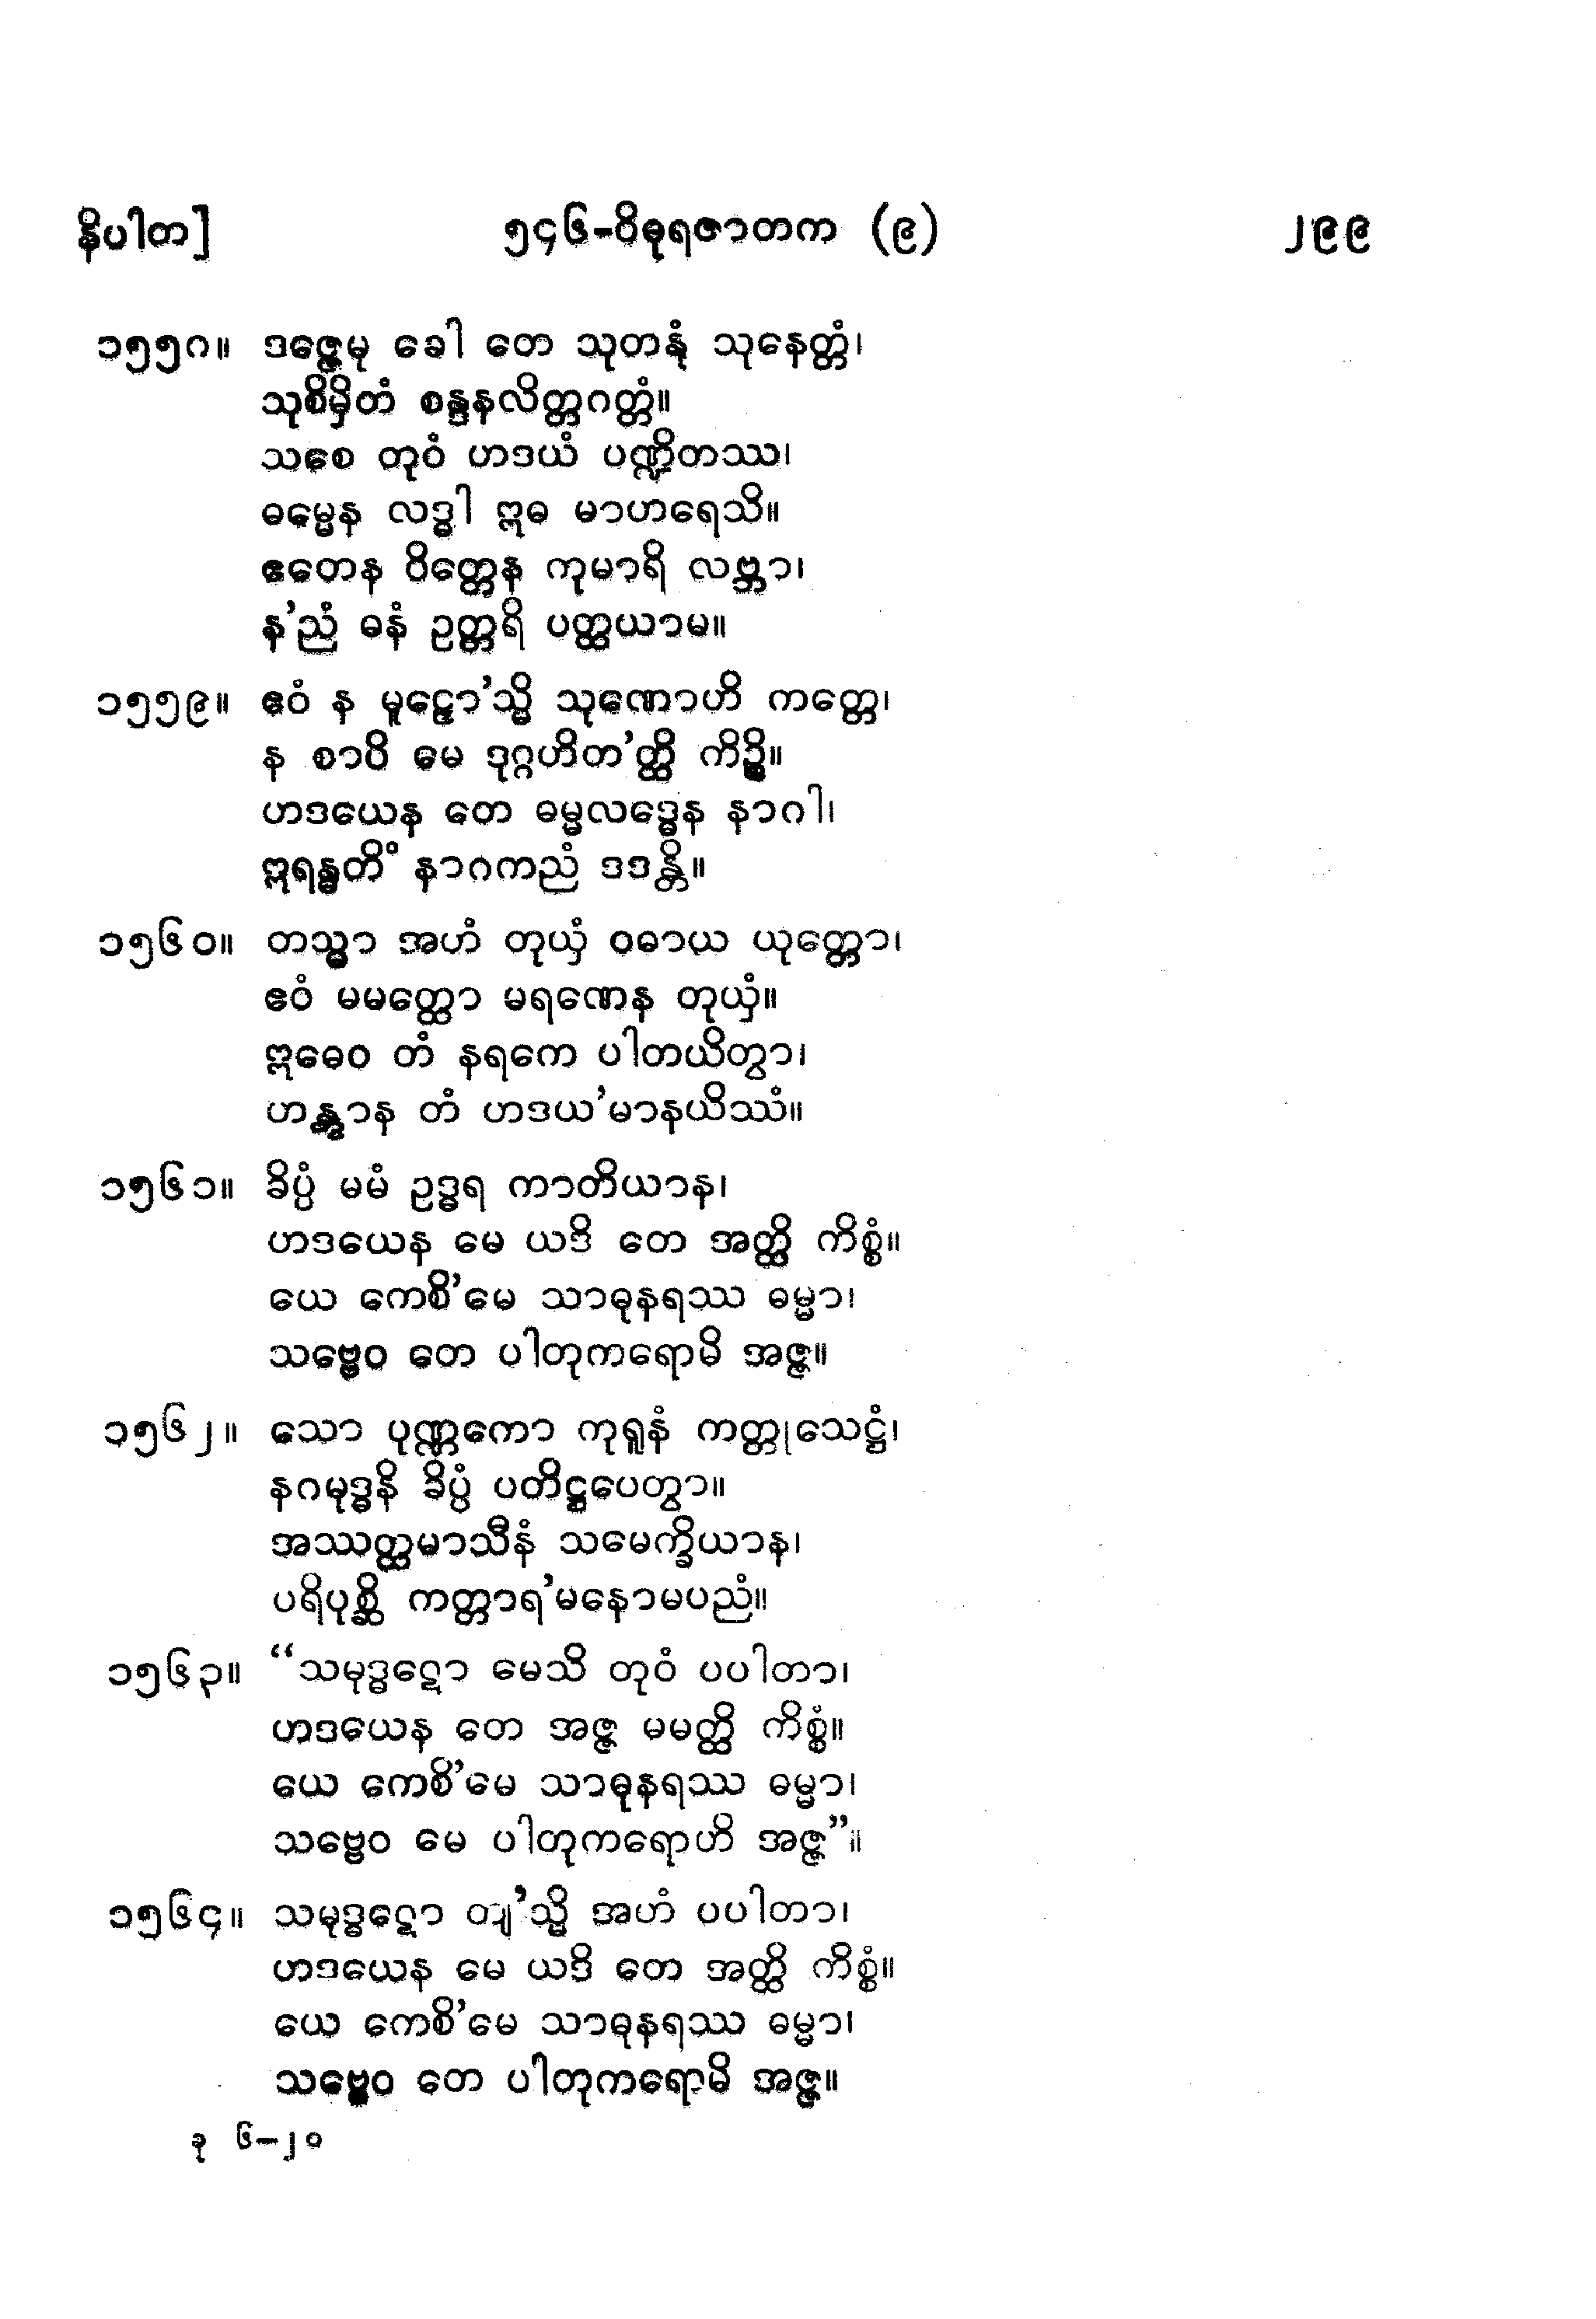 နိပါတ]	၅၄၆-ဝိဓုရဇာတက (၉)	၂၉၉
၁၅၅၈။ ဒဇ္ဇေမု ခေါ တေ သုတနုံ သုနေတ္တံ၊
သုစိမှိတံ စန္ဒနလိတ္တဂတ္တံ။
သစေ တုဝံ ဟဒယံ ပဏ္ဍိတဿ၊
ဓမ္မေန လဒ္ဓါ ဣဓ မာဟရေသိ။
ဧတေန ဝိတ္တေန ကုမာရိ လဗ္ဘာ၊
န’ညံ ဓနံ ဥတ္တရိ ပတ္ထယာမ။
၁၅၅၉။ ဧဝံ န မူဠှော’သ္မိ သုဏောဟိ ကတ္တေ၊
န စာပိ မေ ဒုဂ္ဂဟိတ’တ္ထိ ကိဉ္စိ။
ဟဒယေန တေ ဓမ္မလဒ္ဓေန နာဂါ၊
ဣရန္ဓတိံ နာဂကညံ ဒဒန္တိ။
၁၅၆၀။ တသ္မာ အဟံ တုယှံ ဝဓာယ ယုတ္တော၊
ဧဝံ မမတ္ထော မရဏေန တုယှံ။
ဣဓေဝ တံ နရကေ ပါတယိတွာ၊
ဟန္တွာန တံ ဟဒယ’မာနယိဿံ။
၁၅၆၁။ ခိပ္ပံ မမံ ဥဒ္ဓရ ကာတိယာန၊
ဟဒယေန မေ ယဒိ တေ အတ္ထိ ကိစ္စံ။
ယေ ကေစိ’မေ သာဓုနရဿ ဓမ္မာ၊
သဗ္ဗေဝ တေ ပါတုကရောမိ အဇ္ဇ။
၁၅၆၂။ သော ပုဏ္ဏကော ကုရူနံ ကတ္တုသေဋ္ဌံ၊
နဂမုဒ္ဓနိ ခိပ္ပံ ပတိဋ္ဌပေတွာ။
အဿတ္ထမာသီနံ သမေက္ခိယာန၊
ပရိပုစ္ဆိ ကတ္တာရ’မနောမပညံ။
၁၅၆၃။ “သမုဒ္ဓဋော မေသိ တုဝံ ပပါတာ၊
ဟဒယေန တေ အဇ္ဇ မမတ္ထိ ကိစ္စံ။
ယေ ကေစိ’မေ သာဓုနရဿ ဓမ္မာ၊
သဗ္ဗေဝ မေ ပါတုကရောဟိ အဇ္ဇ”။
၁၅၆၄။ သမုဒ္ဓဋော တျ’သ္မိ အဟံ ပပါတာ၊
ဟဒယေန မေ ယဒိ တေ အတ္ထိ ကိစ္စံ။
ယေ ကေစိ’မေ သာဓုနရဿ ဓမ္မာ၊
သဗ္ဗေဝ တေ ပါတုကရောမိ အဇ္ဇ။
ခု ၆-၂၀